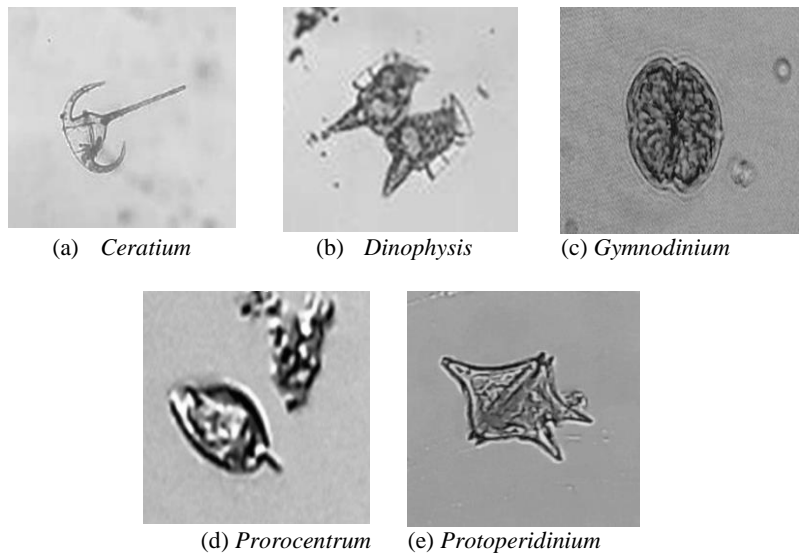 (a) Ceratium
(b) Dinophysis
(c) Gymnodinium
(d) Prorocentrum
(e) Protoperidinium